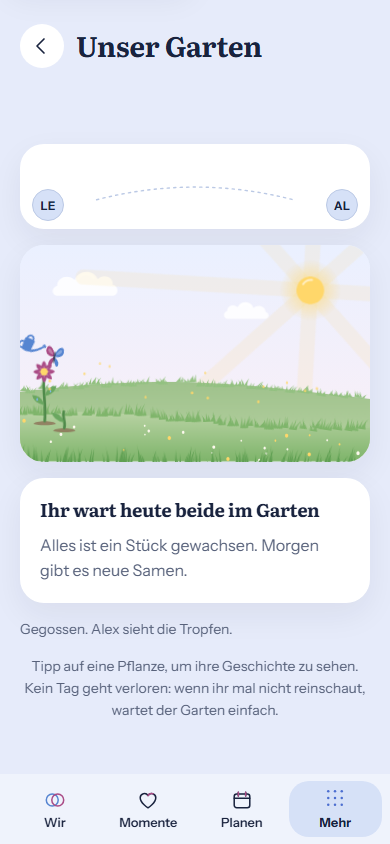 Unser Garten
LE
AL
Ihr wart heute beide im Garten
Alles ist ein Stück gewachsen. Morgen
gibt es neue Samen.
Gegossen. Alex sieht die Tropfen.
Tipp auf eine Pflanze, um ihre Geschichte zu sehen.
Kein Tag geht verloren: wenn ihr mal nicht reinschaut,
wartet der Garten einfach.
Wir
Momente
Planen
Mehr